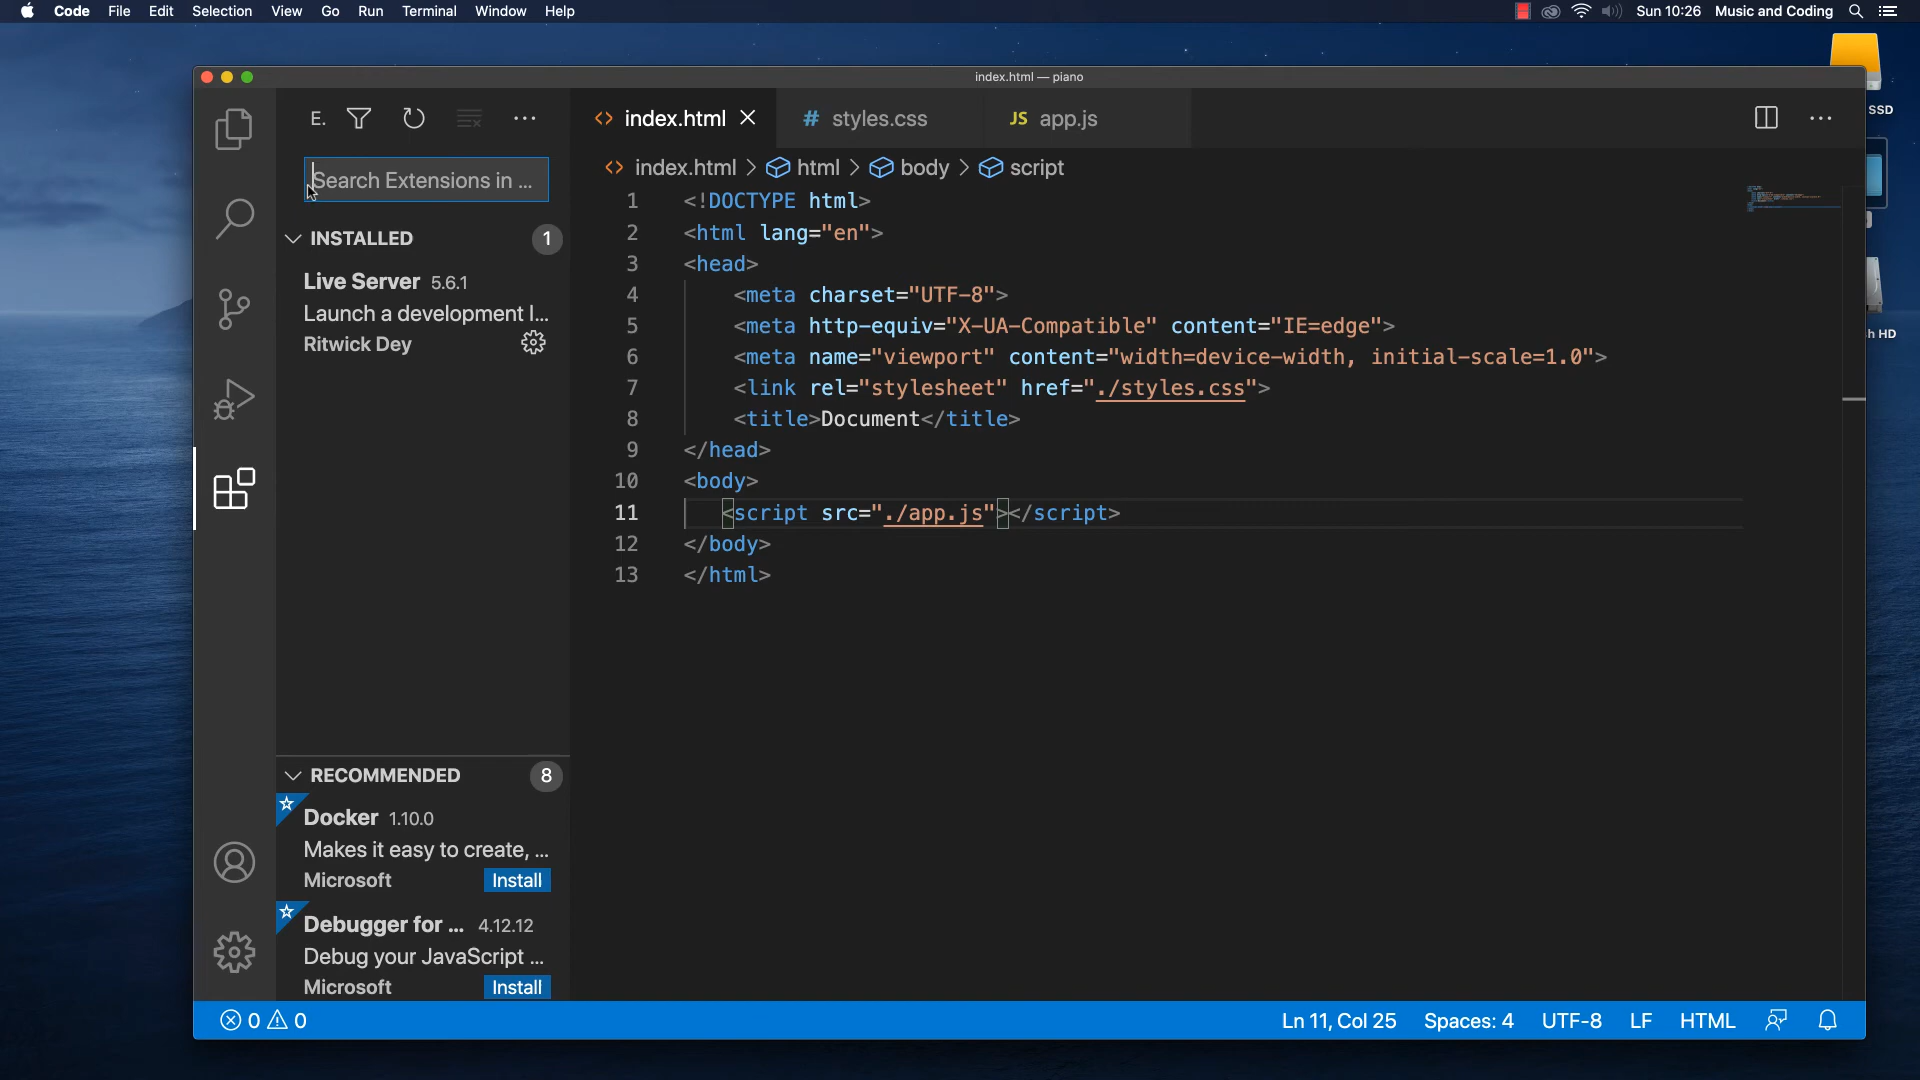 Code File Edit Selection View Go Run Terminal Window Help Sun 10:26 Music and Coding
index.html — piano
SSD
E. index.html # styles.css JS app.js
index.html > html > body > script
Search Extensions in ...
INSTALLED 1
Live Server 5.6.1
Launch a development l...
Ritwick Dey
h HD
1 <!DOCTYPE html>
2 <html lang="en">
3 <head>
4 <meta charset="UTF-8">
5 <meta http-equiv="X-UA-Compatible" content="IE=edge">
6 <meta name="viewport" content="width=device-width, initial-scale=1.0">
7 <link rel="stylesheet" href="./styles.css">
8 <title>Document</title>
9 </head>
10 <body>
11 <script src="./app.js"></script>
12 </body>
13 </html>
RECOMMENDED 8
Docker 1.10.0
Makes it easy to create, ...
Microsoft Install
Debugger for ... 4.12.12
Debug your JavaScript ...
Microsoft Install
0 0 Ln 11, Col 25 Spaces: 4 UTF-8 LF HTML